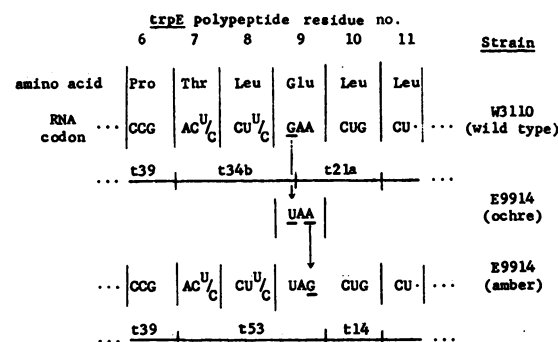 trpE polypeptide residue no.
6 7 8 9 10 11 Strain
amino acid Pro Thr Leu Glu Leu Leu
RNA codon ··· CCG ACU/C CUU/C GAA CUG CU· ··· W3110 (wild type)
··· t39 t34b t21a ···
UAA E9914 (ochre)
··· CCG ACU/C CUU/C UAG CUG CU· ··· E9914 (amber)
··· t39 t53 t14 ···